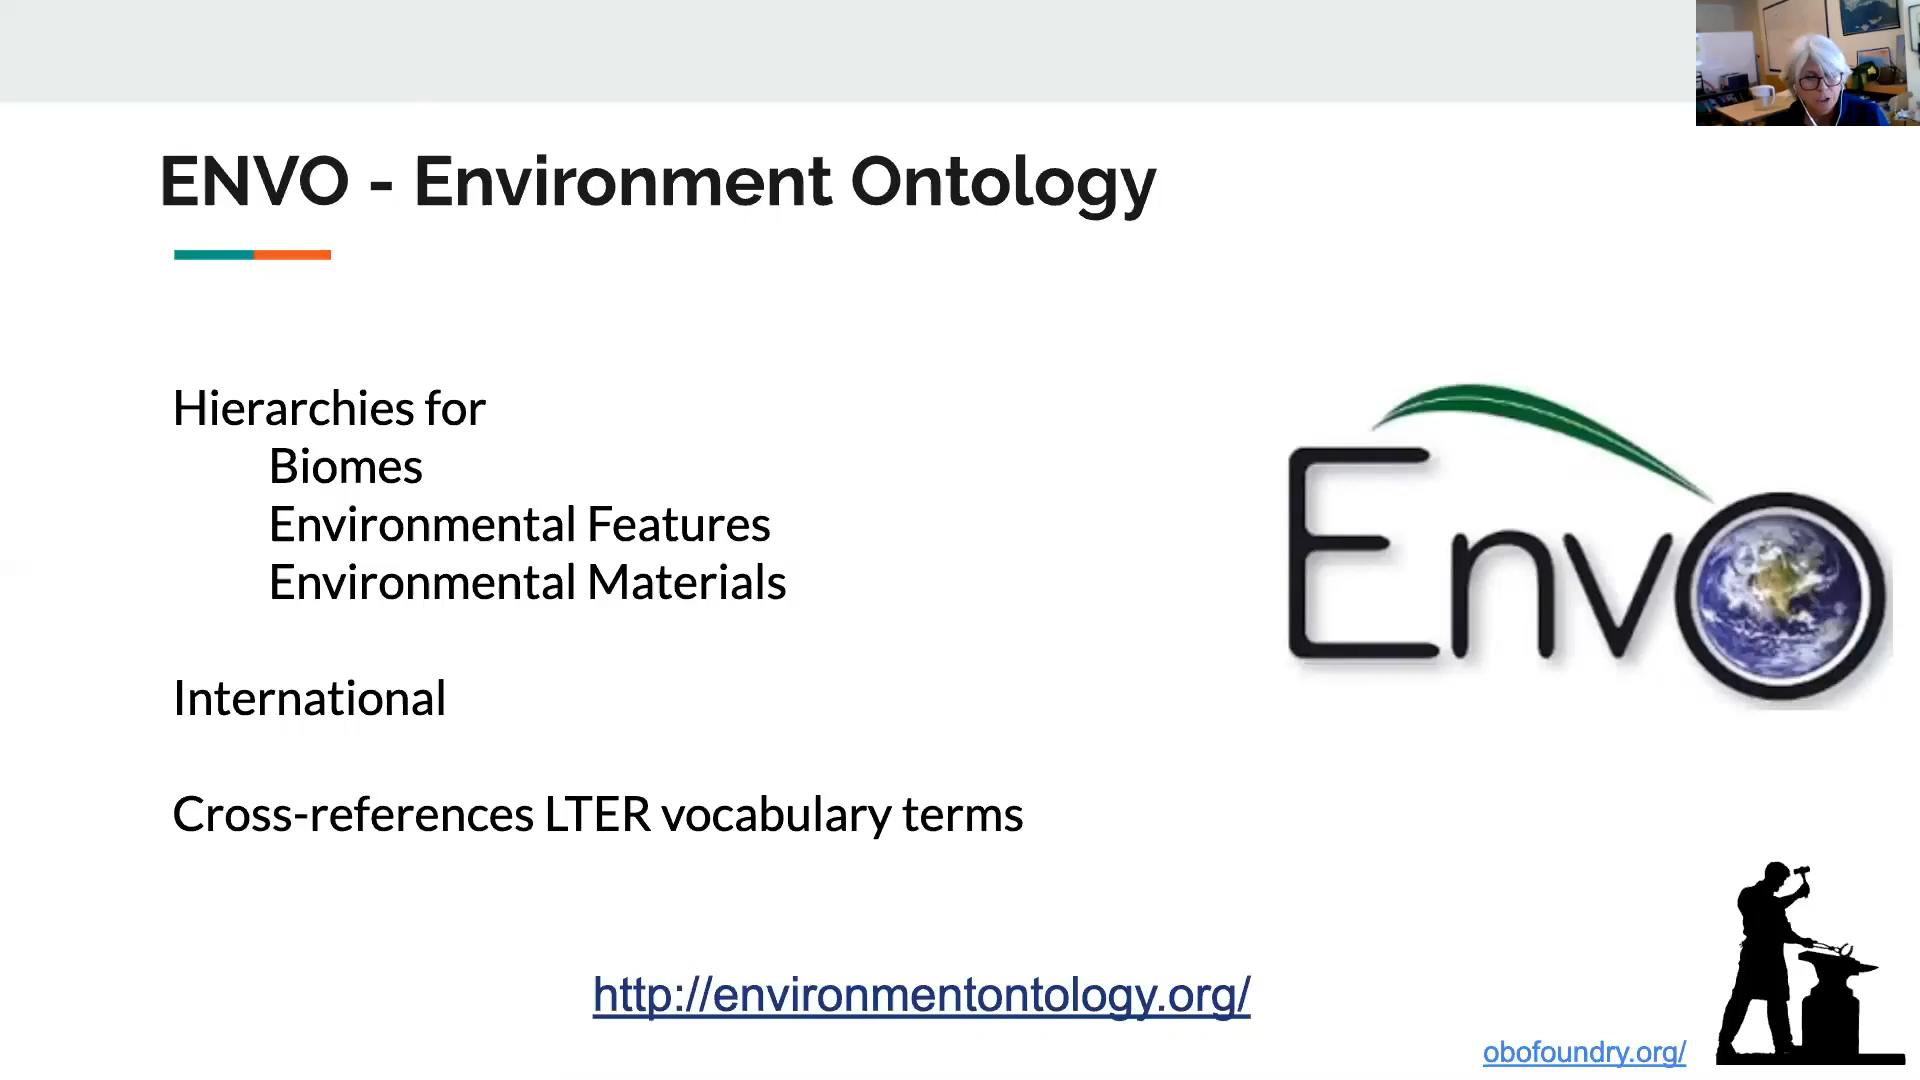 ENVO - Environment Ontology
Hierarchies for
Biomes
Environmental Features
Environmental Materials
International
Cross-references LTER vocabulary terms
EnvO
http://environmentontology.org/
obofoundry.org/